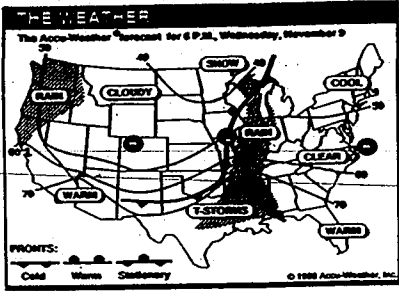 THE WEATHER
The Accu-Weather® forecast for 6 P.M., Wednesday, November 9
50
40
SNOW
40
COOL
RAIN
CLOUDY
50
RAIN
CLEAR
60
60
70
WARM
70
T-STORMS
WARM
FRONTS:
Cold Warm Stationary
© 1988 Accu-Weather, Inc.